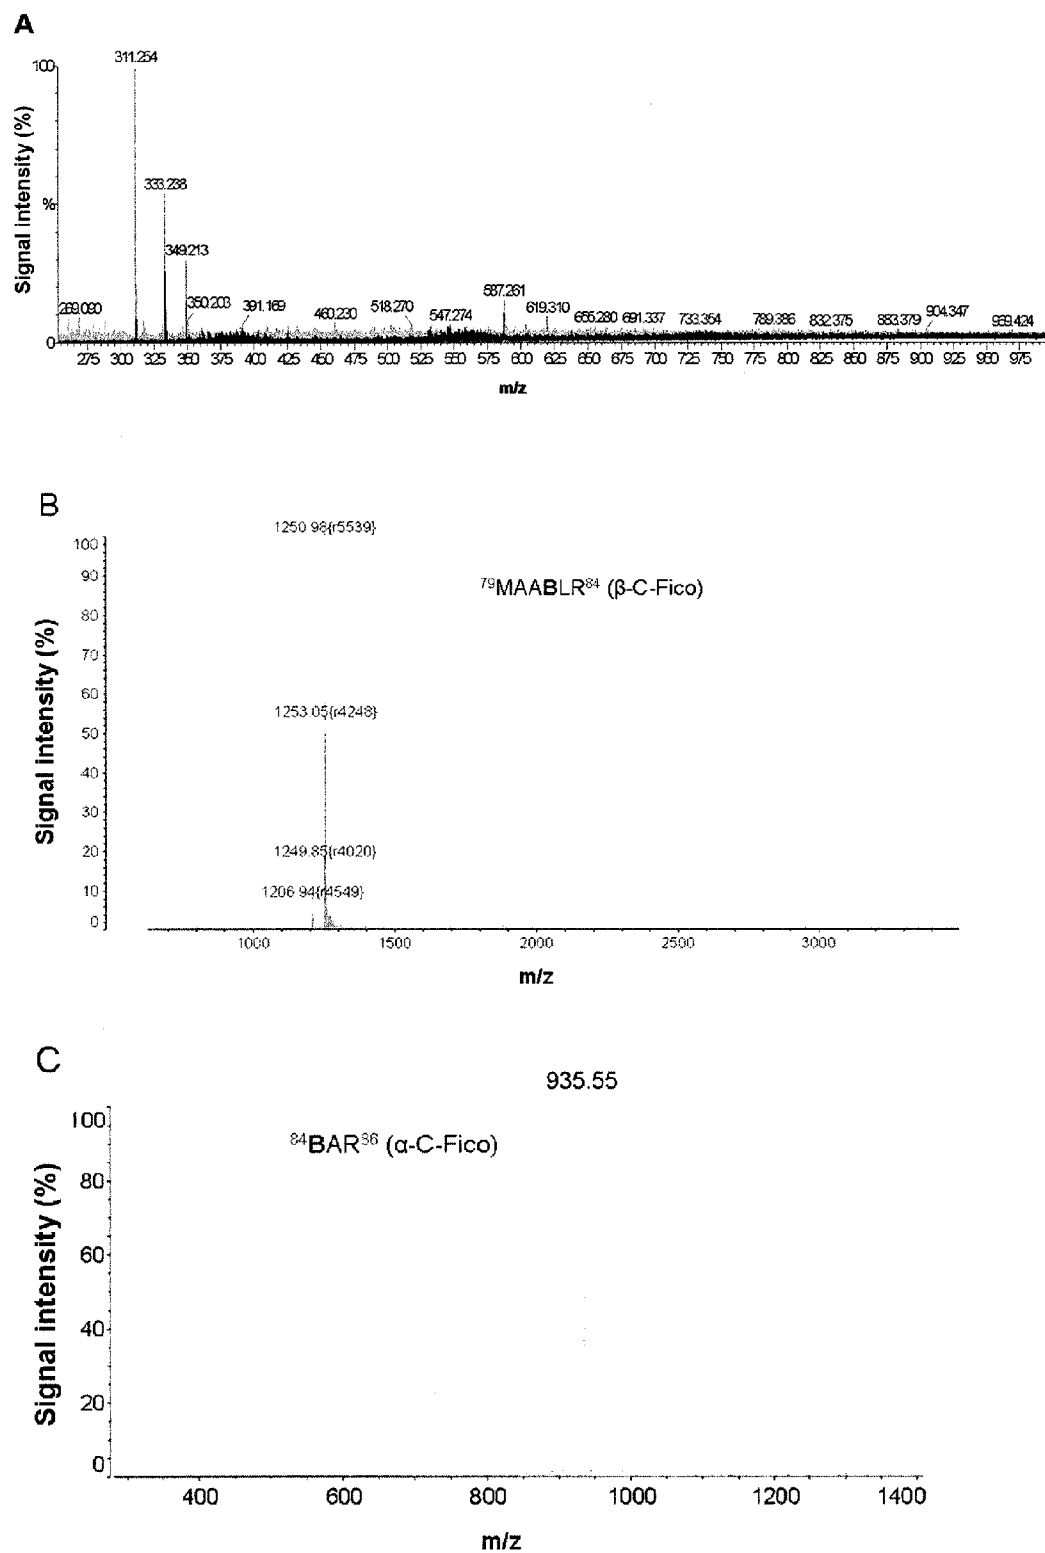 A
311.254
100
333.238
%
349.213
269.090 350.203 391.169 460.230 518.270 547.274 587.261 619.310 655.280 691.337 733.354 789.386 832.375 883.379 904.347 969.424
0
275 300 325 350 375 400 425 450 475 500 525 550 575 600 625 650 675 700 725 750 775 800 825 850 875 900 925 950 975
Signal intensity (%)
m/z
B
1250.98{r5539}
100
90
⁷⁹MAABLR⁸⁴ (β-C-Fico)
80
70
60
1253.05{r4248}
50
40
30
20
1249.85{r4020}
10
1206.94{r4549}
0
1000 1500 2000 2500 3000
Signal intensity (%)
m/z
C
935.55
100
⁸⁴BAR⁸⁶ (α-C-Fico)
80
60
40
20
0
400 600 800 1000 1200 1400
Signal intensity (%)
m/z